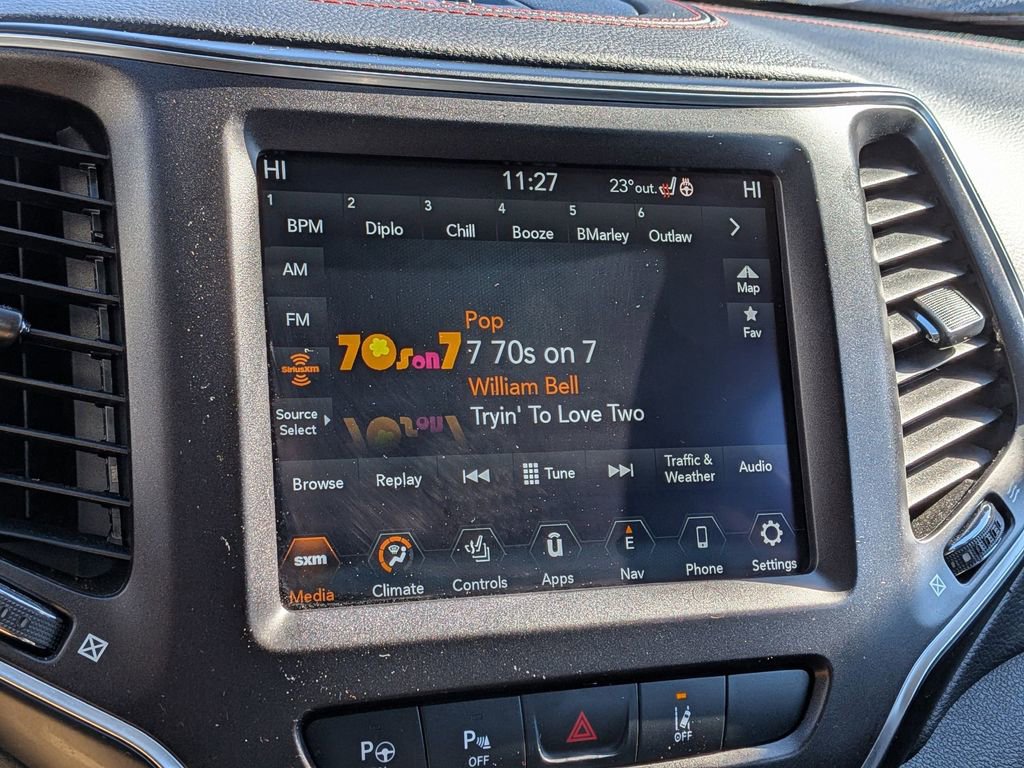 HI 11:27 23°out. HI
1 BPM 2 Diplo 3 Chill 4 Booze 5 BMarley 6 Outlaw
AM
Map
FM
Fav
Pop
70s on 7 7 70s on 7
SiriusXM
William Bell
Source
Select
Tryin' To Love Two
Browse Replay Tune Traffic &
Weather Audio
sxm
Media Climate Controls Apps E
Nav Phone Settings
P P
OFF OFF